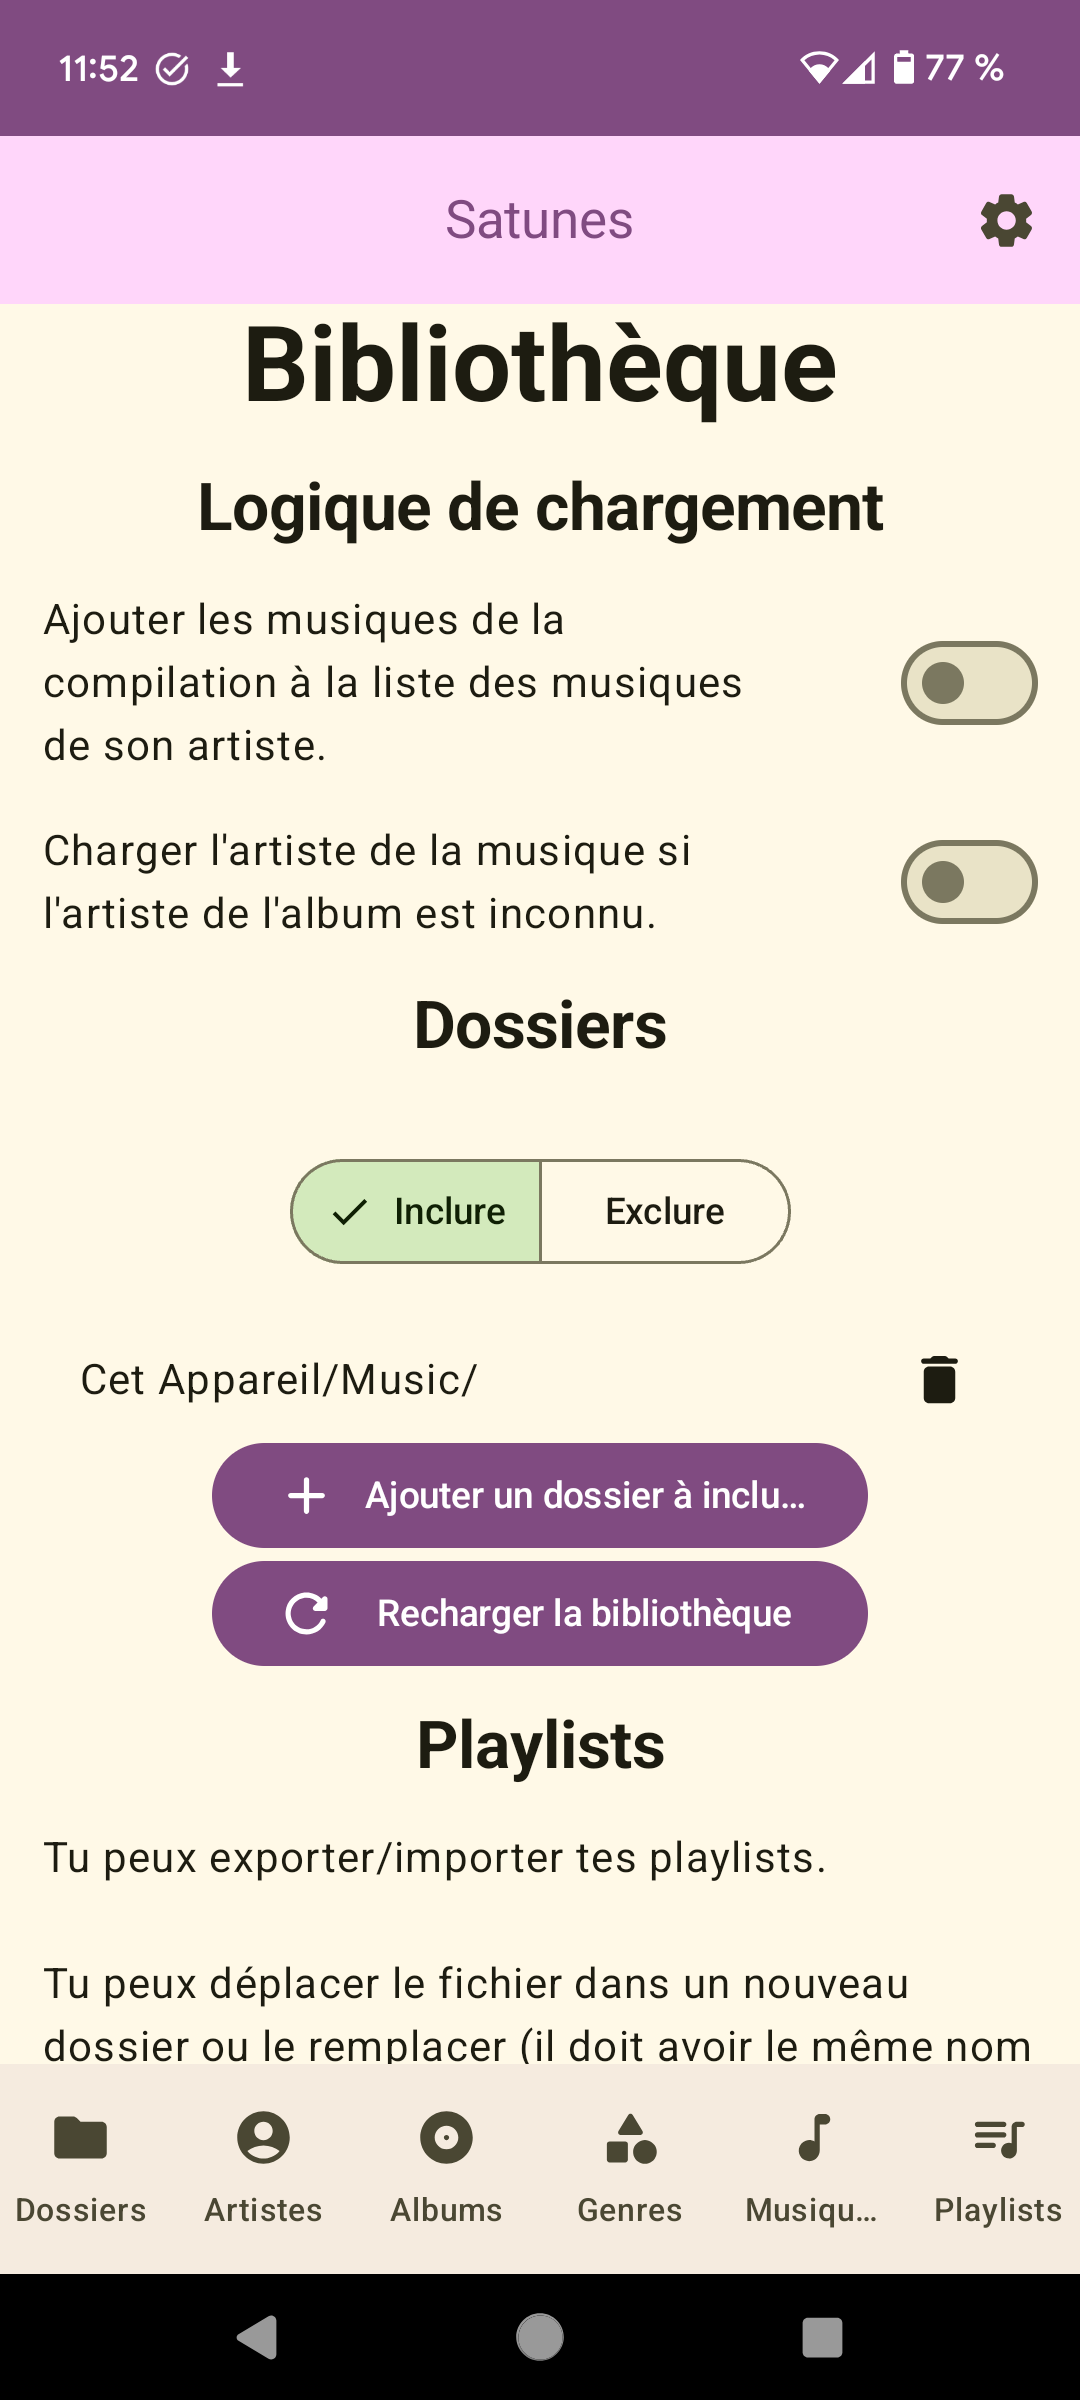 11:52
77 %
Satunes
Bibliothèque
Logique de chargement
Ajouter les musiques de la
compilation à la liste des musiques
de son artiste.
Charger l'artiste de la musique si
l'artiste de l'album est inconnu.
Dossiers
Inclure
Exclure
Cet Appareil/Music/
Ajouter un dossier à inclu...
Recharger la bibliothèque
Playlists
Tu peux exporter/importer tes playlists.
Tu peux déplacer le fichier dans un nouveau
dossier ou le remplacer (il doit avoir le même nom
Dossiers
Artistes
Albums
Genres
Musiqu...
Playlists